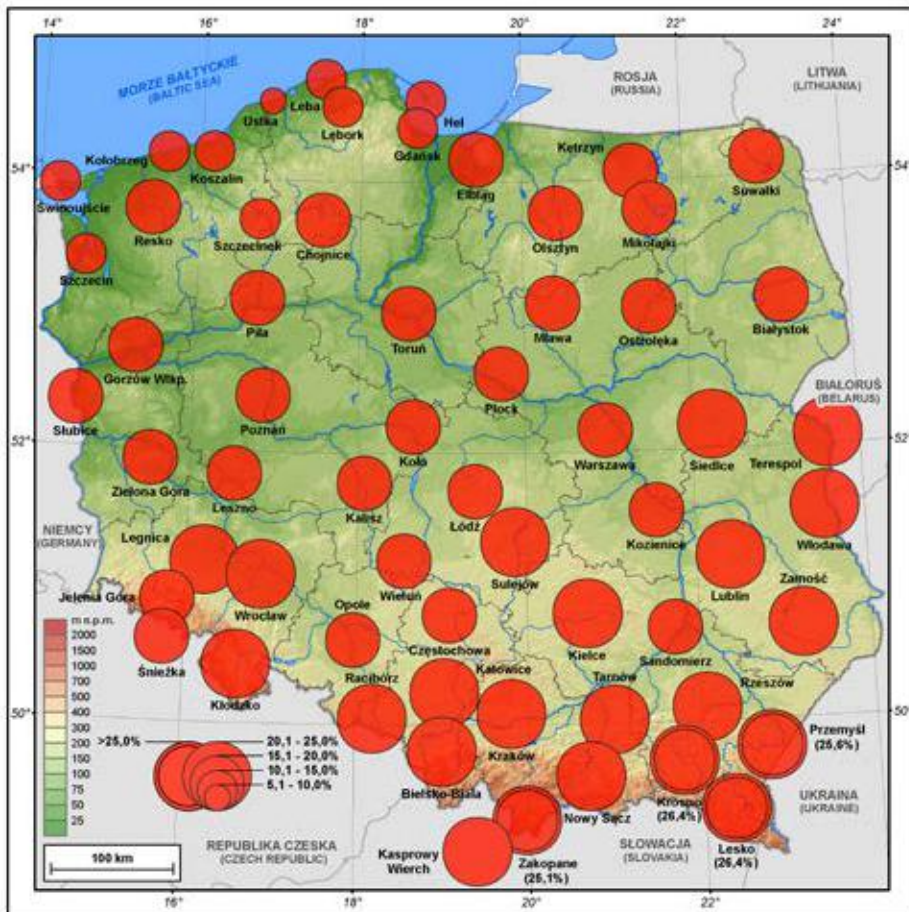 14°
16°
18°
20°
22°
24°
MORZE BAŁTYCKIE
(BALTIC SEA)
ROSJA
(RUSSIA)
LITWA
(LITHUANIA)
Łeba
Ustka
Lębork
Hel
Gdańsk
Kołobrzeg
Koszalin
Elbląg
Kętrzyn
Suwałki
54°
54°
Świnoujście
Resko
Szczecinek
Chojnice
Olsztyn
Mikołajki
Szczecin
Piła
Toruń
Mława
Ostrołęka
Białystok
Gorzów Wlkp.
Płock
BIAŁORUŚ
(BELARUS)
Słubice
Poznań
52°
52°
Koło
Warszawa
Siedlce
Terespol
Zielona Góra
Leszno
Kalisz
Łódź
Kozienice
Włodawa
NIEMCY
(GERMANY)
Legnica
Wrocław
Wieluń
Sulejów
Lublin
Zamość
Jelenia Góra
Opole
Częstochowa
Kielce
Sandomierz
Śnieżka
Kłodzko
Racibórz
Katowice
Tarnów
Rzeszów
50°
50°
m n.p.m.
2000
1500
1000
700
500
400
300
200
150
100
75
50
25
>25,0%
20,1 - 25,0%
15,1 - 20,0%
10,1 - 15,0%
5,1 - 10,0%
Kraków
Przemyśl
(25,6%)
Bielsko-Biała
Nowy Sącz
Krosno
(26,4%)
Lesko
(26,4%)
UKRAINA
(UKRAINE)
REPUBLIKA CZESKA
(CZECH REPUBLIC)
SŁOWACJA
(SLOVAKIA)
Kasprowy
Wierch
Zakopane
(25,1%)
100 km
16°
18°
20°
22°